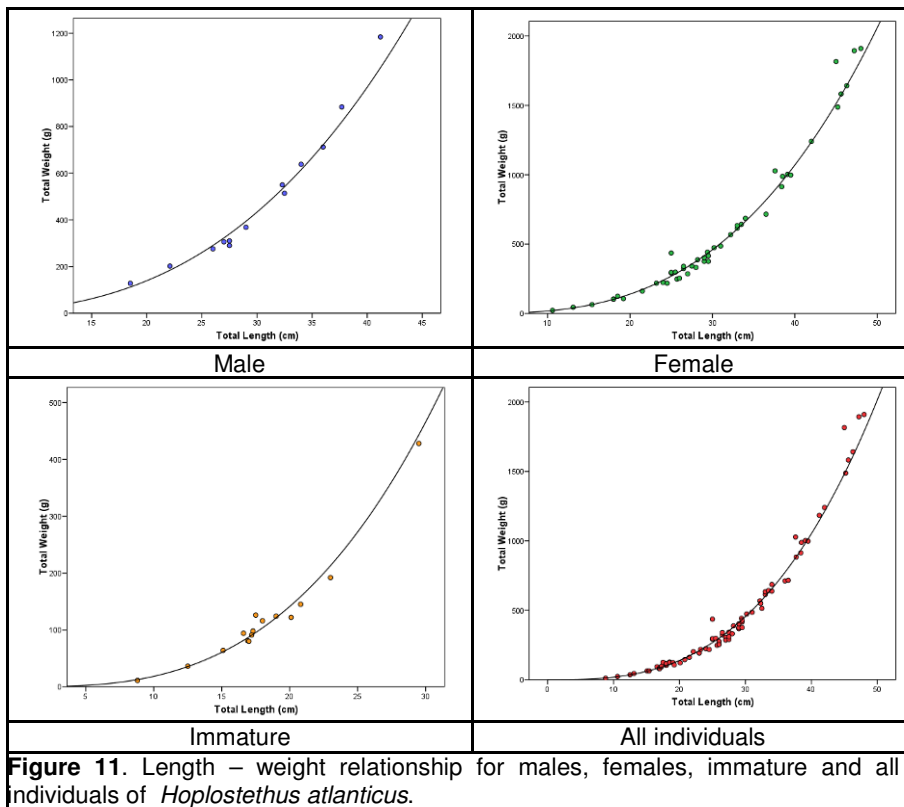 1200
1000
800
600
400
200
0
Total Weight (g)
15 20 25 30 35 40 45
Total Length (cm)
Male
2000
1500
1000
500
0
Total Weight (g)
10 20 30 40 50
Total Length (cm)
Female
500
400
300
200
100
0
Total Weight (g)
5 10 15 20 25 30
Total Length (cm)
Immature
2000
1500
1000
500
0
Total Weight (g)
0 10 20 30 40 50
Total Length (cm)
All individuals
Figure 11. Length – weight relationship for males, females, immature and all
individuals of Hoplostethus atlanticus.